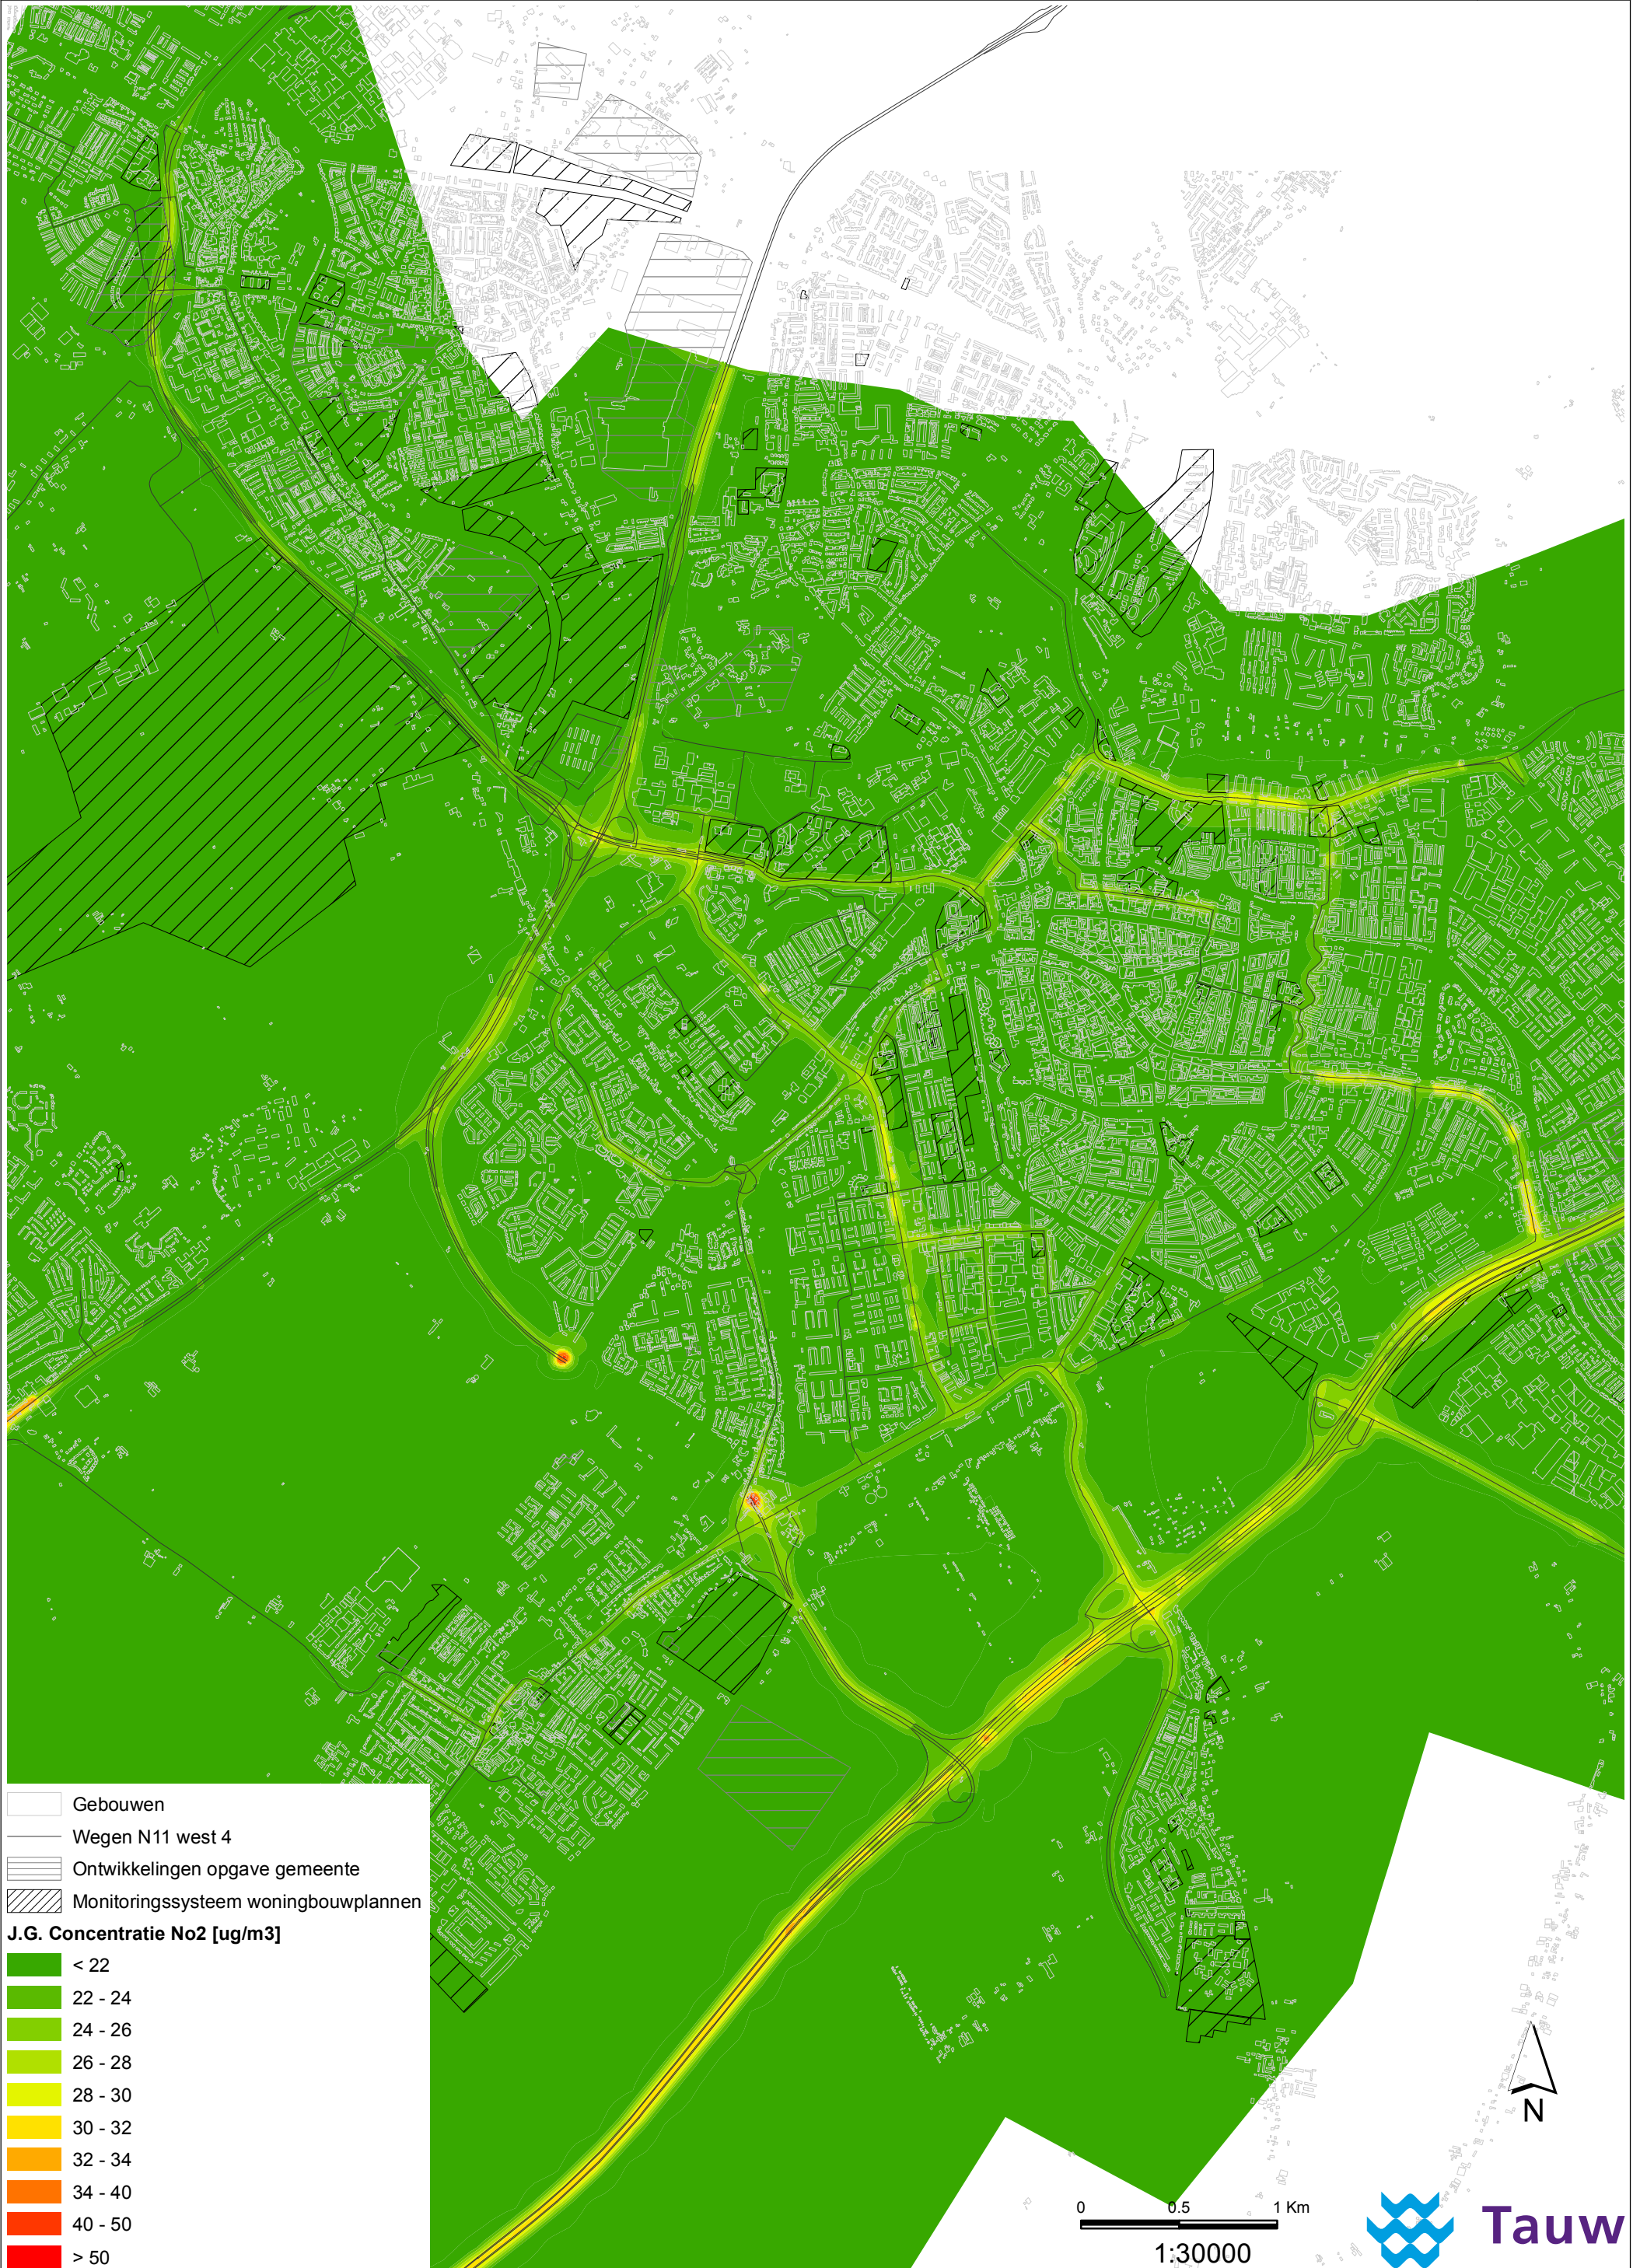 Gebouwen
Wegen N11 west 4
Ontwikkelingen opgave gemeente
Monitoringssysteem woningbouwplannen
J.G. Concentratie No2 [ug/m3]
< 22
22 - 24
24 - 26
26 - 28
28 - 30
30 - 32
32 - 34
34 - 40
40 - 50
> 50
N
0 0.5 1 Km
1:30000
Tauw